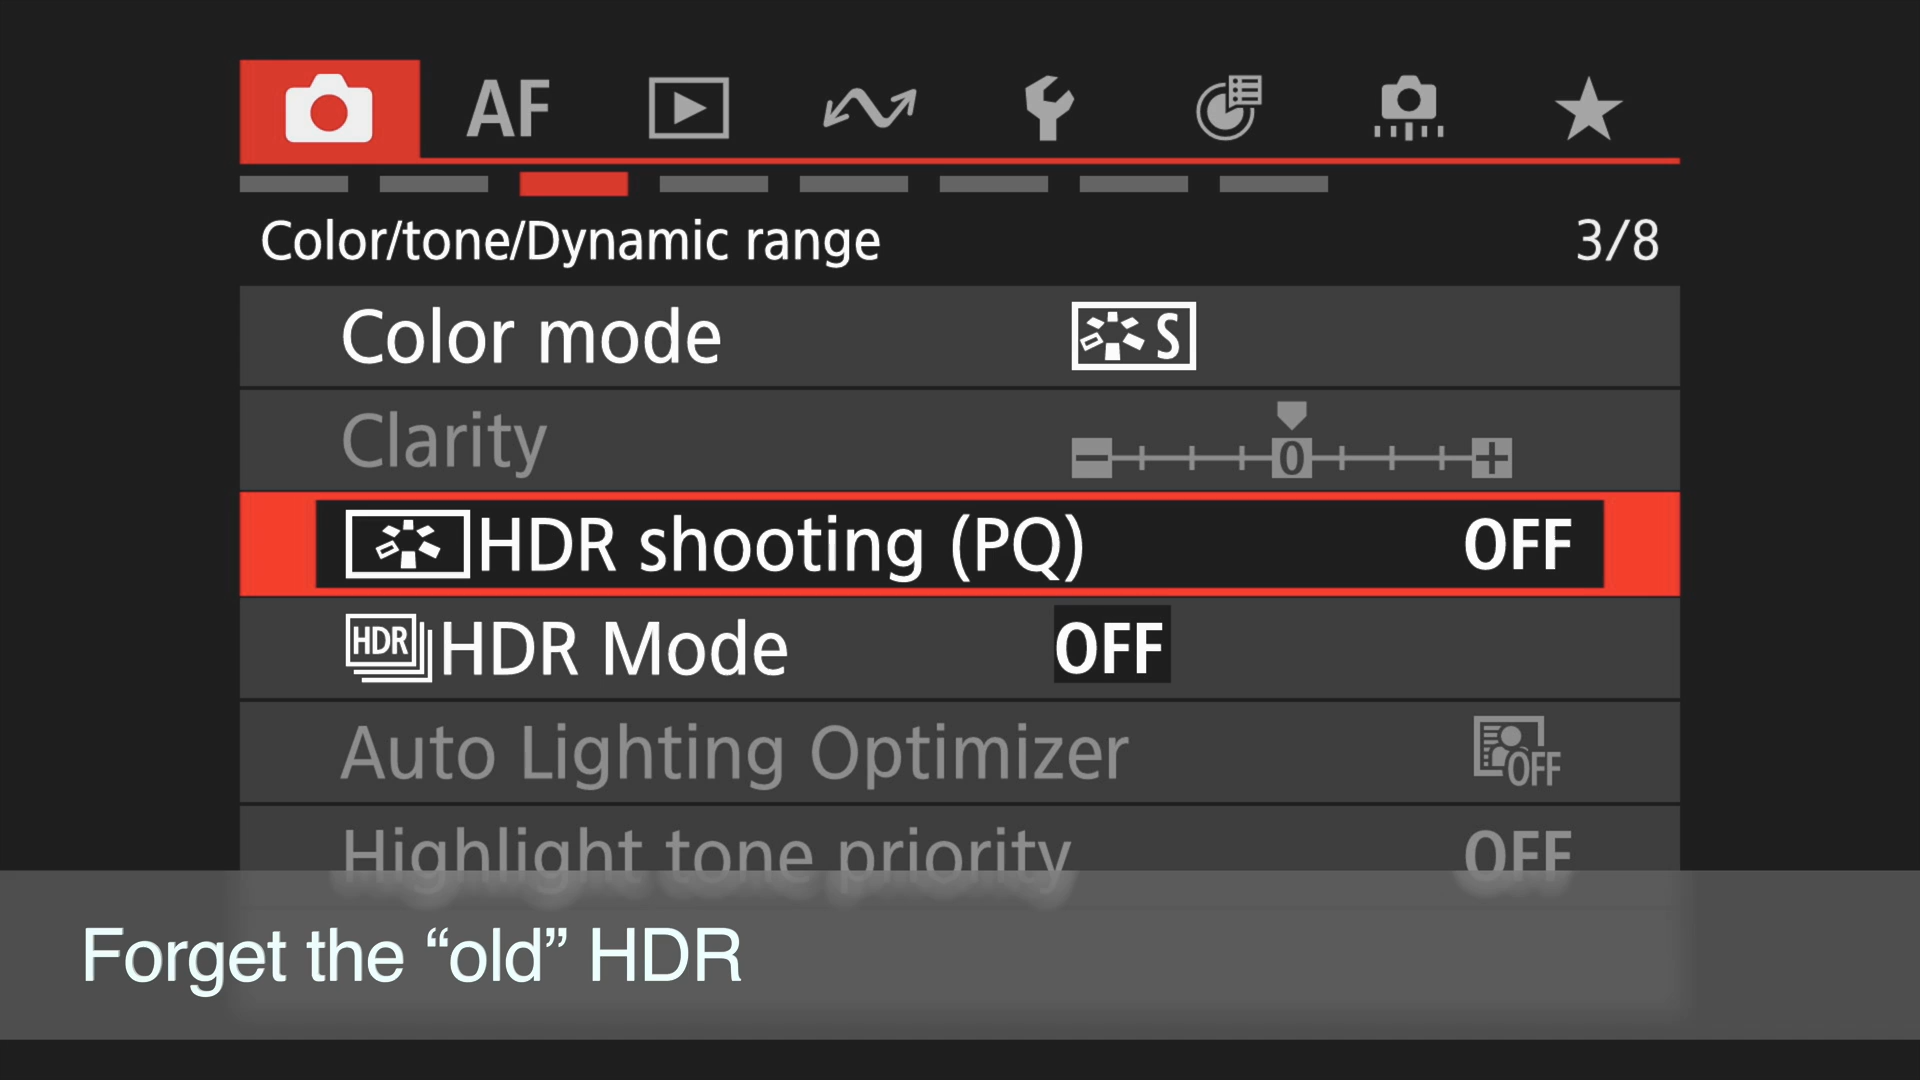 AF
Color/tone/Dynamic range 3/8
Color mode S
Clarity 0
HDR shooting (PQ) OFF
HDR HDR Mode OFF
Auto Lighting Optimizer OFF
Highlight tone priority OFF
Forget the “old” HDR